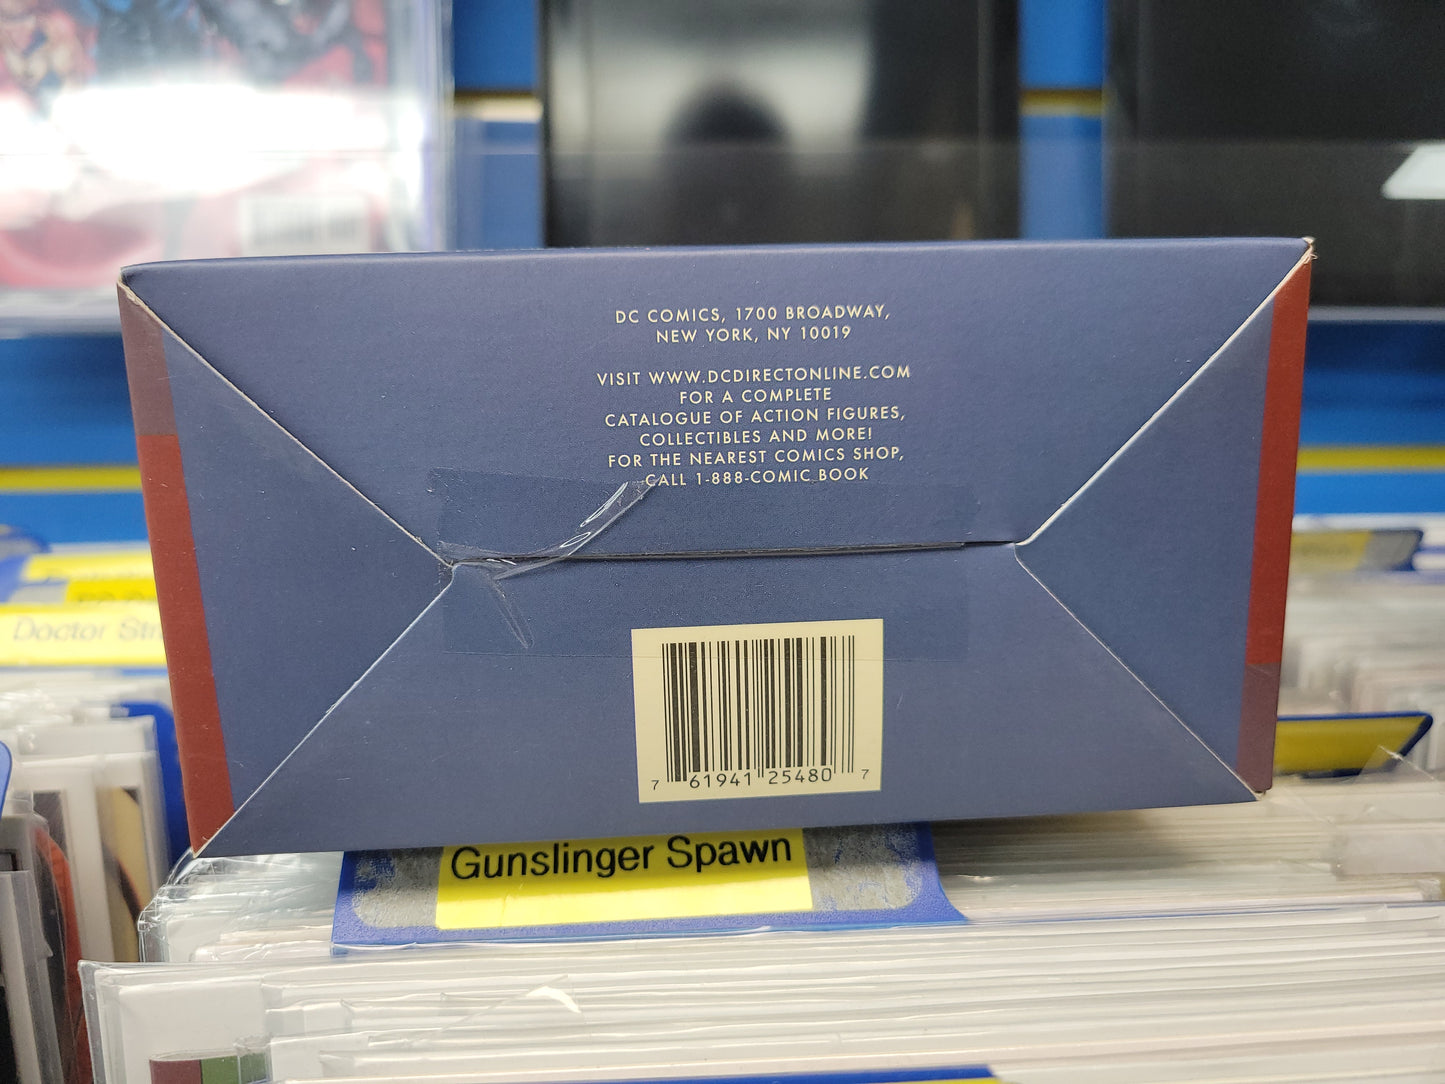 DC COMICS, 1700 BROADWAY,
NEW YORK, NY 10019
VISIT WWW.DCDIRECTONLINE.COM
FOR A COMPLETE
CATALOGUE OF ACTION FIGURES,
COLLECTIBLES AND MORE!
FOR THE NEAREST COMICS SHOP,
CALL 1-888-COMIC BOOK
7 61941 25480 7
Doctor
Gunslinger Spawn